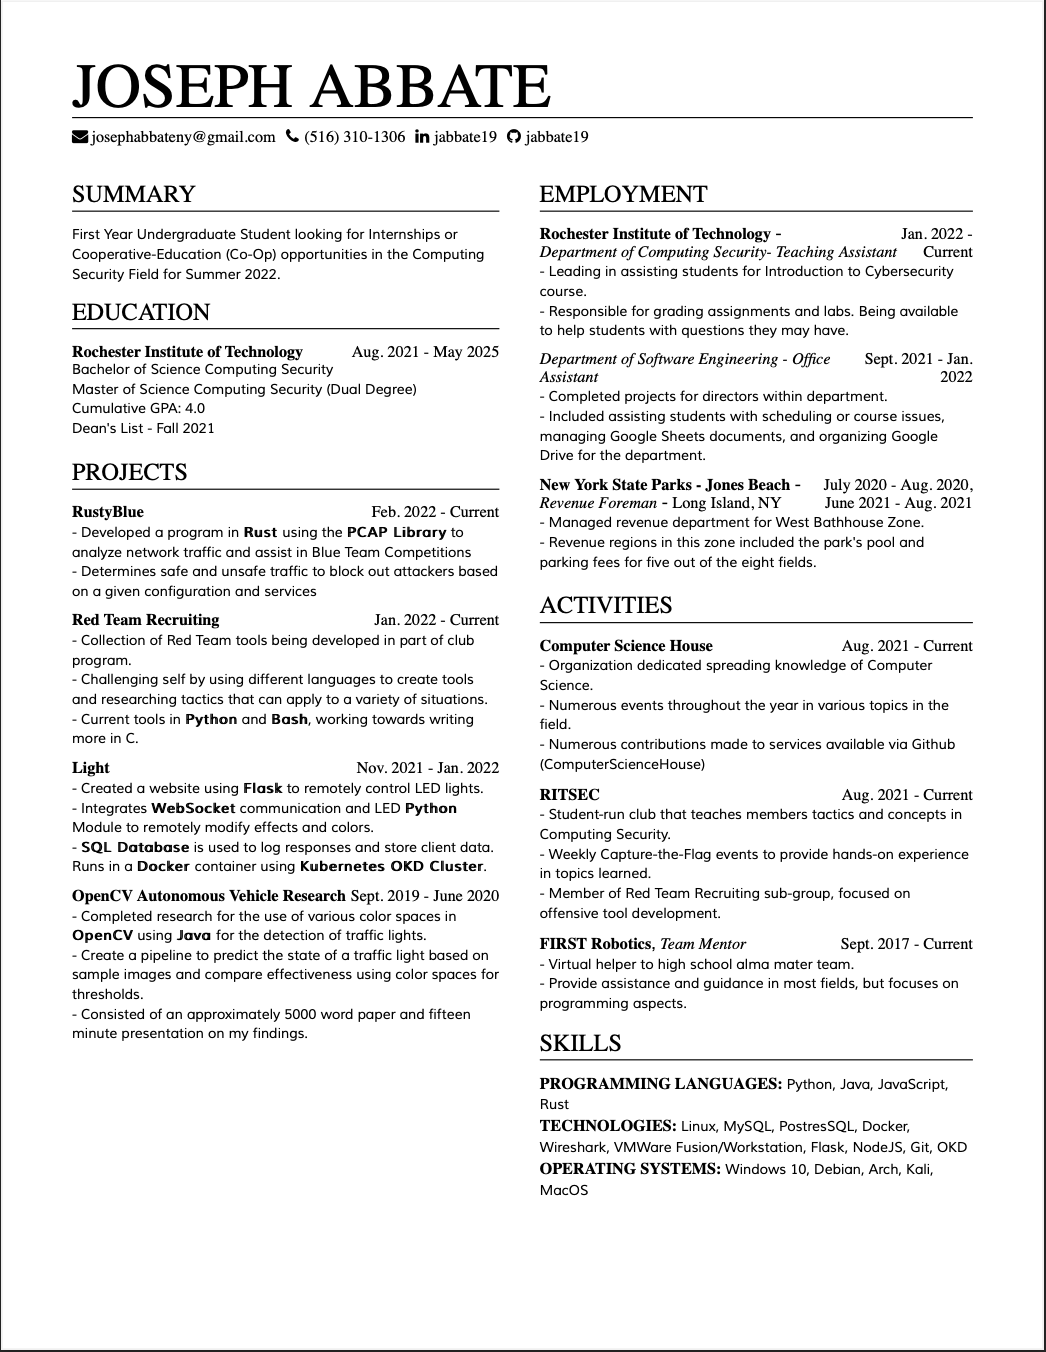 JOSEPH ABBATE
josephabbateny@gmail.com (516) 310-1306 jabbate19 jabbate19
SUMMARY
First Year Undergraduate Student looking for Internships or
Cooperative-Education (Co-Op) opportunities in the Computing
Security Field for Summer 2022.
EDUCATION
Rochester Institute of Technology Aug. 2021 - May 2025
Bachelor of Science Computing Security
Master of Science Computing Security (Dual Degree)
Cumulative GPA: 4.0
Dean's List - Fall 2021
PROJECTS
RustyBlue Feb. 2022 - Current
- Developed a program in Rust using the PCAP Library to
analyze network traffic and assist in Blue Team Competitions
- Determines safe and unsafe traffic to block out attackers based
on a given configuration and services
Red Team Recruiting Jan. 2022 - Current
- Collection of Red Team tools being developed in part of club
program.
- Challenging self by using different languages to create tools
and researching tactics that can apply to a variety of situations.
- Current tools in Python and Bash, working towards writing
more in C.
Light Nov. 2021 - Jan. 2022
- Created a website using Flask to remotely control LED lights.
- Integrates WebSocket communication and LED Python
Module to remotely modify effects and colors.
- SQL Database is used to log responses and store client data.
Runs in a Docker container using Kubernetes OKD Cluster.
OpenCV Autonomous Vehicle Research Sept. 2019 - June 2020
- Completed research for the use of various color spaces in
OpenCV using Java for the detection of traffic lights.
- Create a pipeline to predict the state of a traffic light based on
sample images and compare effectiveness using color spaces for
thresholds.
- Consisted of an approximately 5000 word paper and fifteen
minute presentation on my findings.
EMPLOYMENT
Rochester Institute of Technology - Jan. 2022 -
Department of Computing Security- Teaching Assistant Current
- Leading in assisting students for Introduction to Cybersecurity
course.
- Responsible for grading assignments and labs. Being available
to help students with questions they may have.
Department of Software Engineering - Office Sept. 2021 - Jan.
Assistant 2022
- Completed projects for directors within department.
- Included assisting students with scheduling or course issues,
managing Google Sheets documents, and organizing Google
Drive for the department.
New York State Parks - Jones Beach - July 2020 - Aug. 2020,
Revenue Foreman - Long Island, NY June 2021 - Aug. 2021
- Managed revenue department for West Bathhouse Zone.
- Revenue regions in this zone included the park's pool and
parking fees for five out of the eight fields.
ACTIVITIES
Computer Science House Aug. 2021 - Current
- Organization dedicated spreading knowledge of Computer
Science.
- Numerous events throughout the year in various topics in the
field.
- Numerous contributions made to services available via Github
(ComputerScienceHouse)
RITSEC Aug. 2021 - Current
- Student-run club that teaches members tactics and concepts in
Computing Security.
- Weekly Capture-the-Flag events to provide hands-on experience
in topics learned.
- Member of Red Team Recruiting sub-group, focused on
offensive tool development.
FIRST Robotics, Team Mentor Sept. 2017 - Current
- Virtual helper to high school alma mater team.
- Provide assistance and guidance in most fields, but focuses on
programming aspects.
SKILLS
PROGRAMMING LANGUAGES: Python, Java, JavaScript,
Rust
TECHNOLOGIES: Linux, MySQL, PostresSQL, Docker,
Wireshark, VMWare Fusion/Workstation, Flask, NodeJS, Git, OKD
OPERATING SYSTEMS: Windows 10, Debian, Arch, Kali,
MacOS